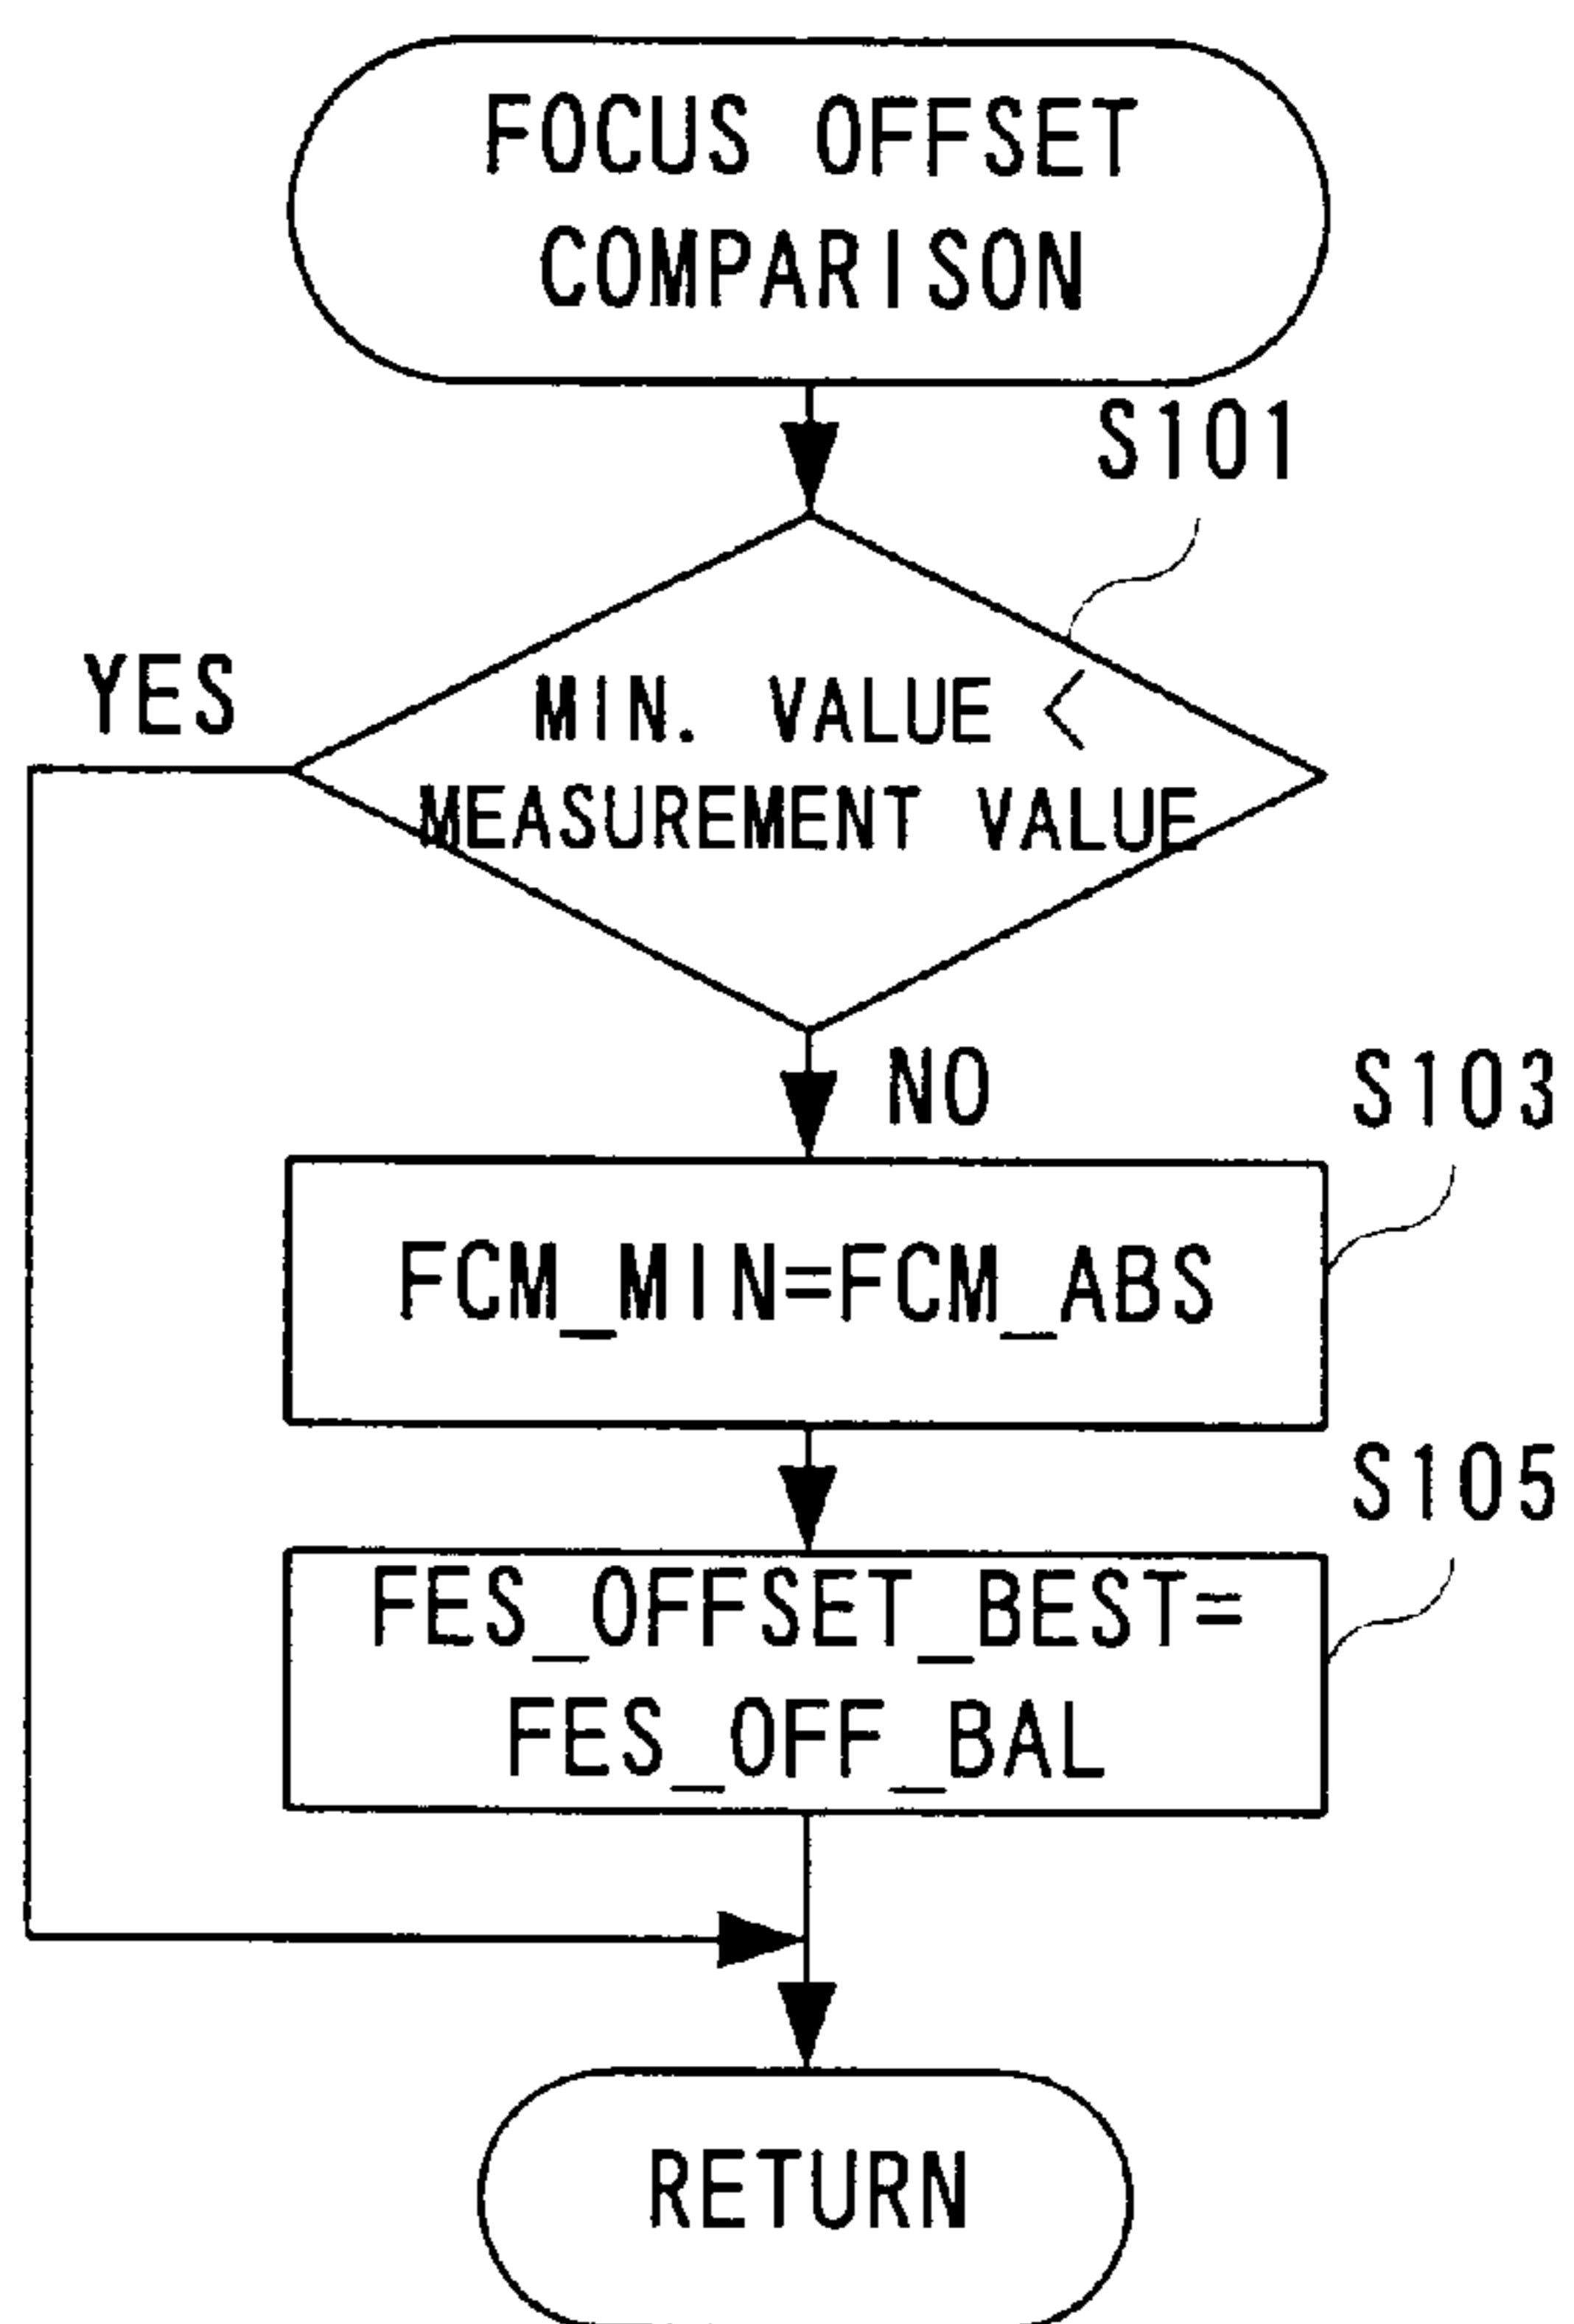 FOCUS OFFSET
COMPARISON
S101
YES
MIN. VALUE <
MEASUREMENT VALUE
NO
S103
FCM_MIN=FCM_ABS
S105
FES_OFFSET_BEST=
FES_OFF_BAL
RETURN